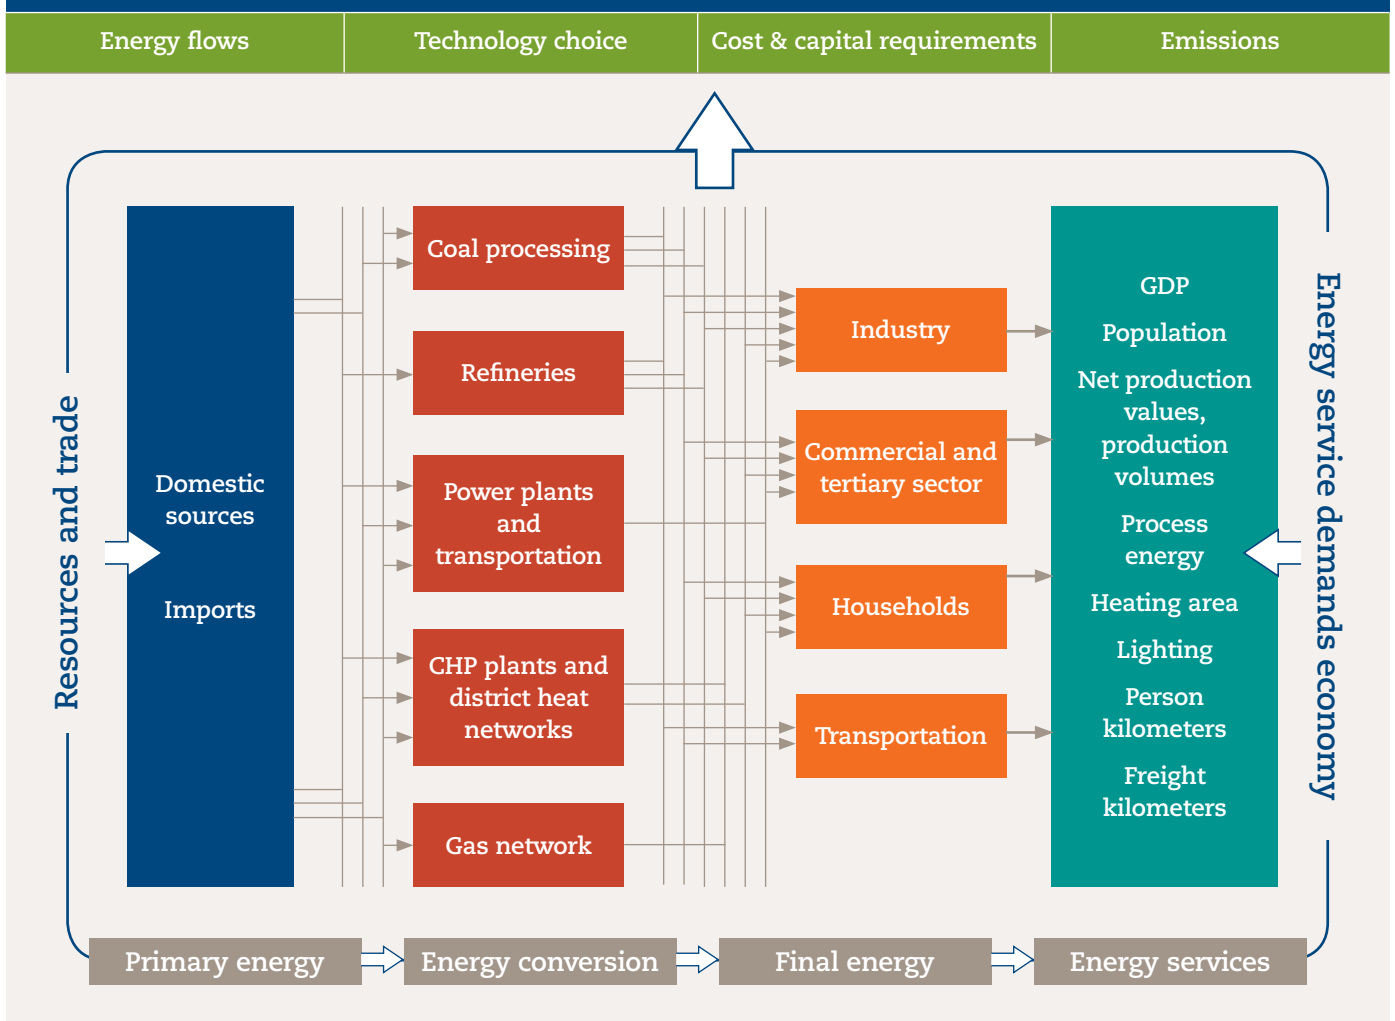 Energy flows
Technology choice
Cost & capital requirements
Emissions
Resources and trade
Domestic
sources
Imports
Coal processing
Refineries
Power plants
and
transportation
CHP plants and
district heat
networks
Gas network
Industry
Commercial and
tertiary sector
Households
Transportation
GDP
Population
Net production
values,
production
volumes
Process
energy
Heating area
Lighting
Person
kilometers
Freight
kilometers
Energy service demands economy
Primary energy
Energy conversion
Final energy
Energy services